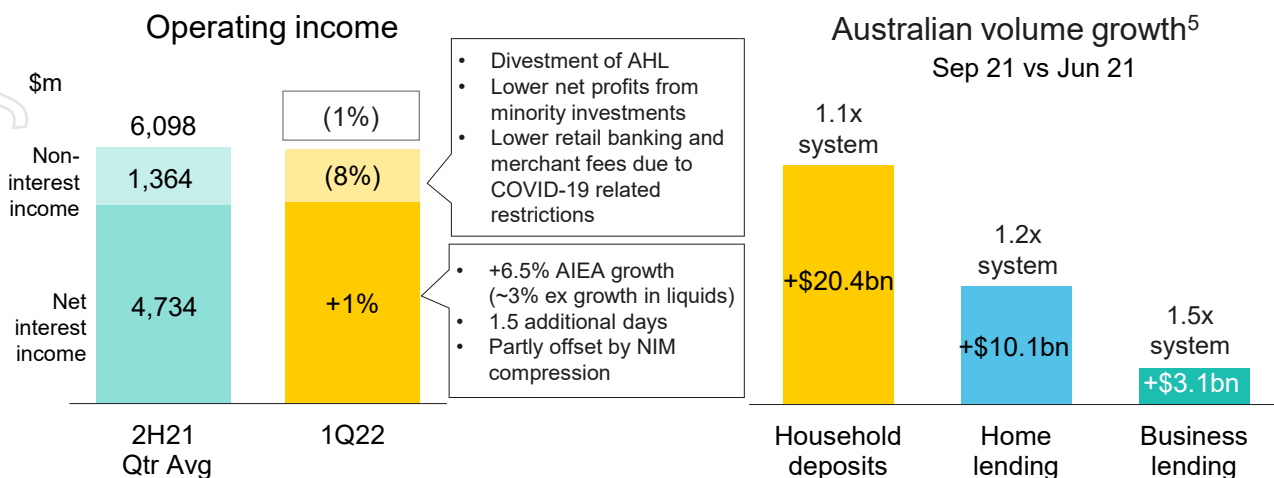 Operating income
$m
6,098
Non-
interest
income
1,364
Net
interest
income
4,734
2H21
Qtr Avg
(1%)
(8%)
+1%
1Q22
• Divestment of AHL
• Lower net profits from
minority investments
• Lower retail banking and
merchant fees due to
COVID-19 related
restrictions
• +6.5% AIEA growth
(~3% ex growth in liquids)
• 1.5 additional days
• Partly offset by NIM
compression
Australian volume growth⁵
Sep 21 vs Jun 21
1.1x
system
+$20.4bn
Household
deposits
1.2x
system
+$10.1bn
Home
lending
1.5x
system
+$3.1bn
Business
lending